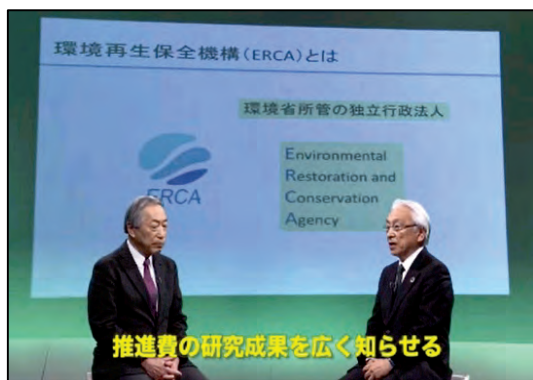 環境再生保全機構(ERCA)とは
環境省所管の独立行政法人
ERCA
Environmental
Restoration and
Conservation
Agency
推進費の研究成果を広く知らせる